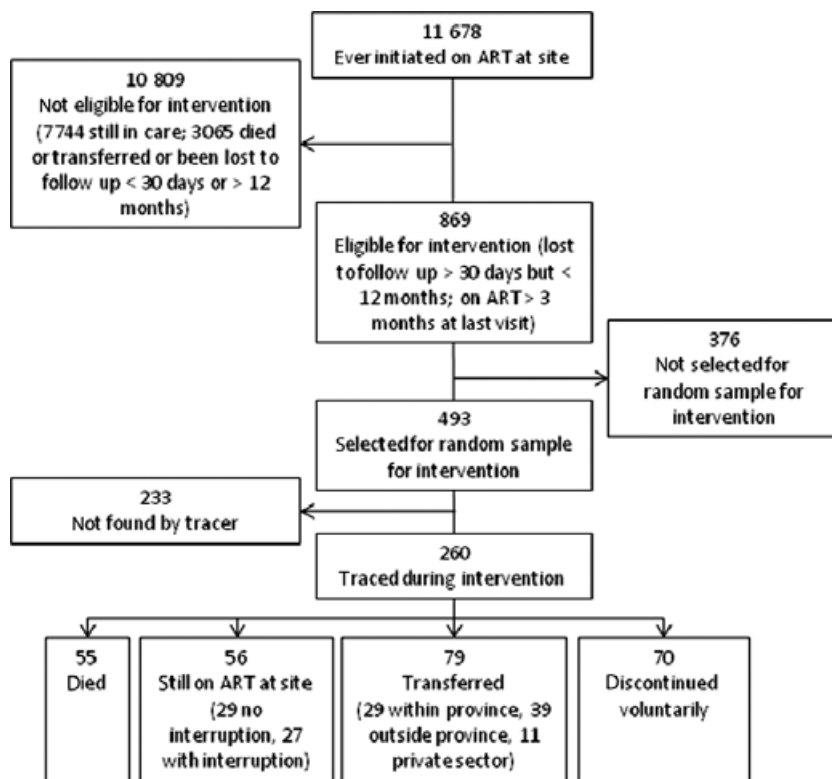 11 678
Ever initiated on ART at site
10 809
Not eligible for intervention
(7744 still in care; 3065 died
or transferred or been lost to
follow up < 30 days or > 12
months)
869
Eligible for intervention (lost
to follow up > 30 days but <
12 months; on ART > 3
months at last visit)
376
Not selected for
random sample for
intervention
493
Selected for random sample
for intervention
233
Not found by tracer
260
Traced during intervention
55
Died
56
Still on ART at site
(29 no
interruption, 27
with interruption)
79
Transferred
(29 within province, 39
outside province, 11
private sector)
70
Discontinued
voluntarily